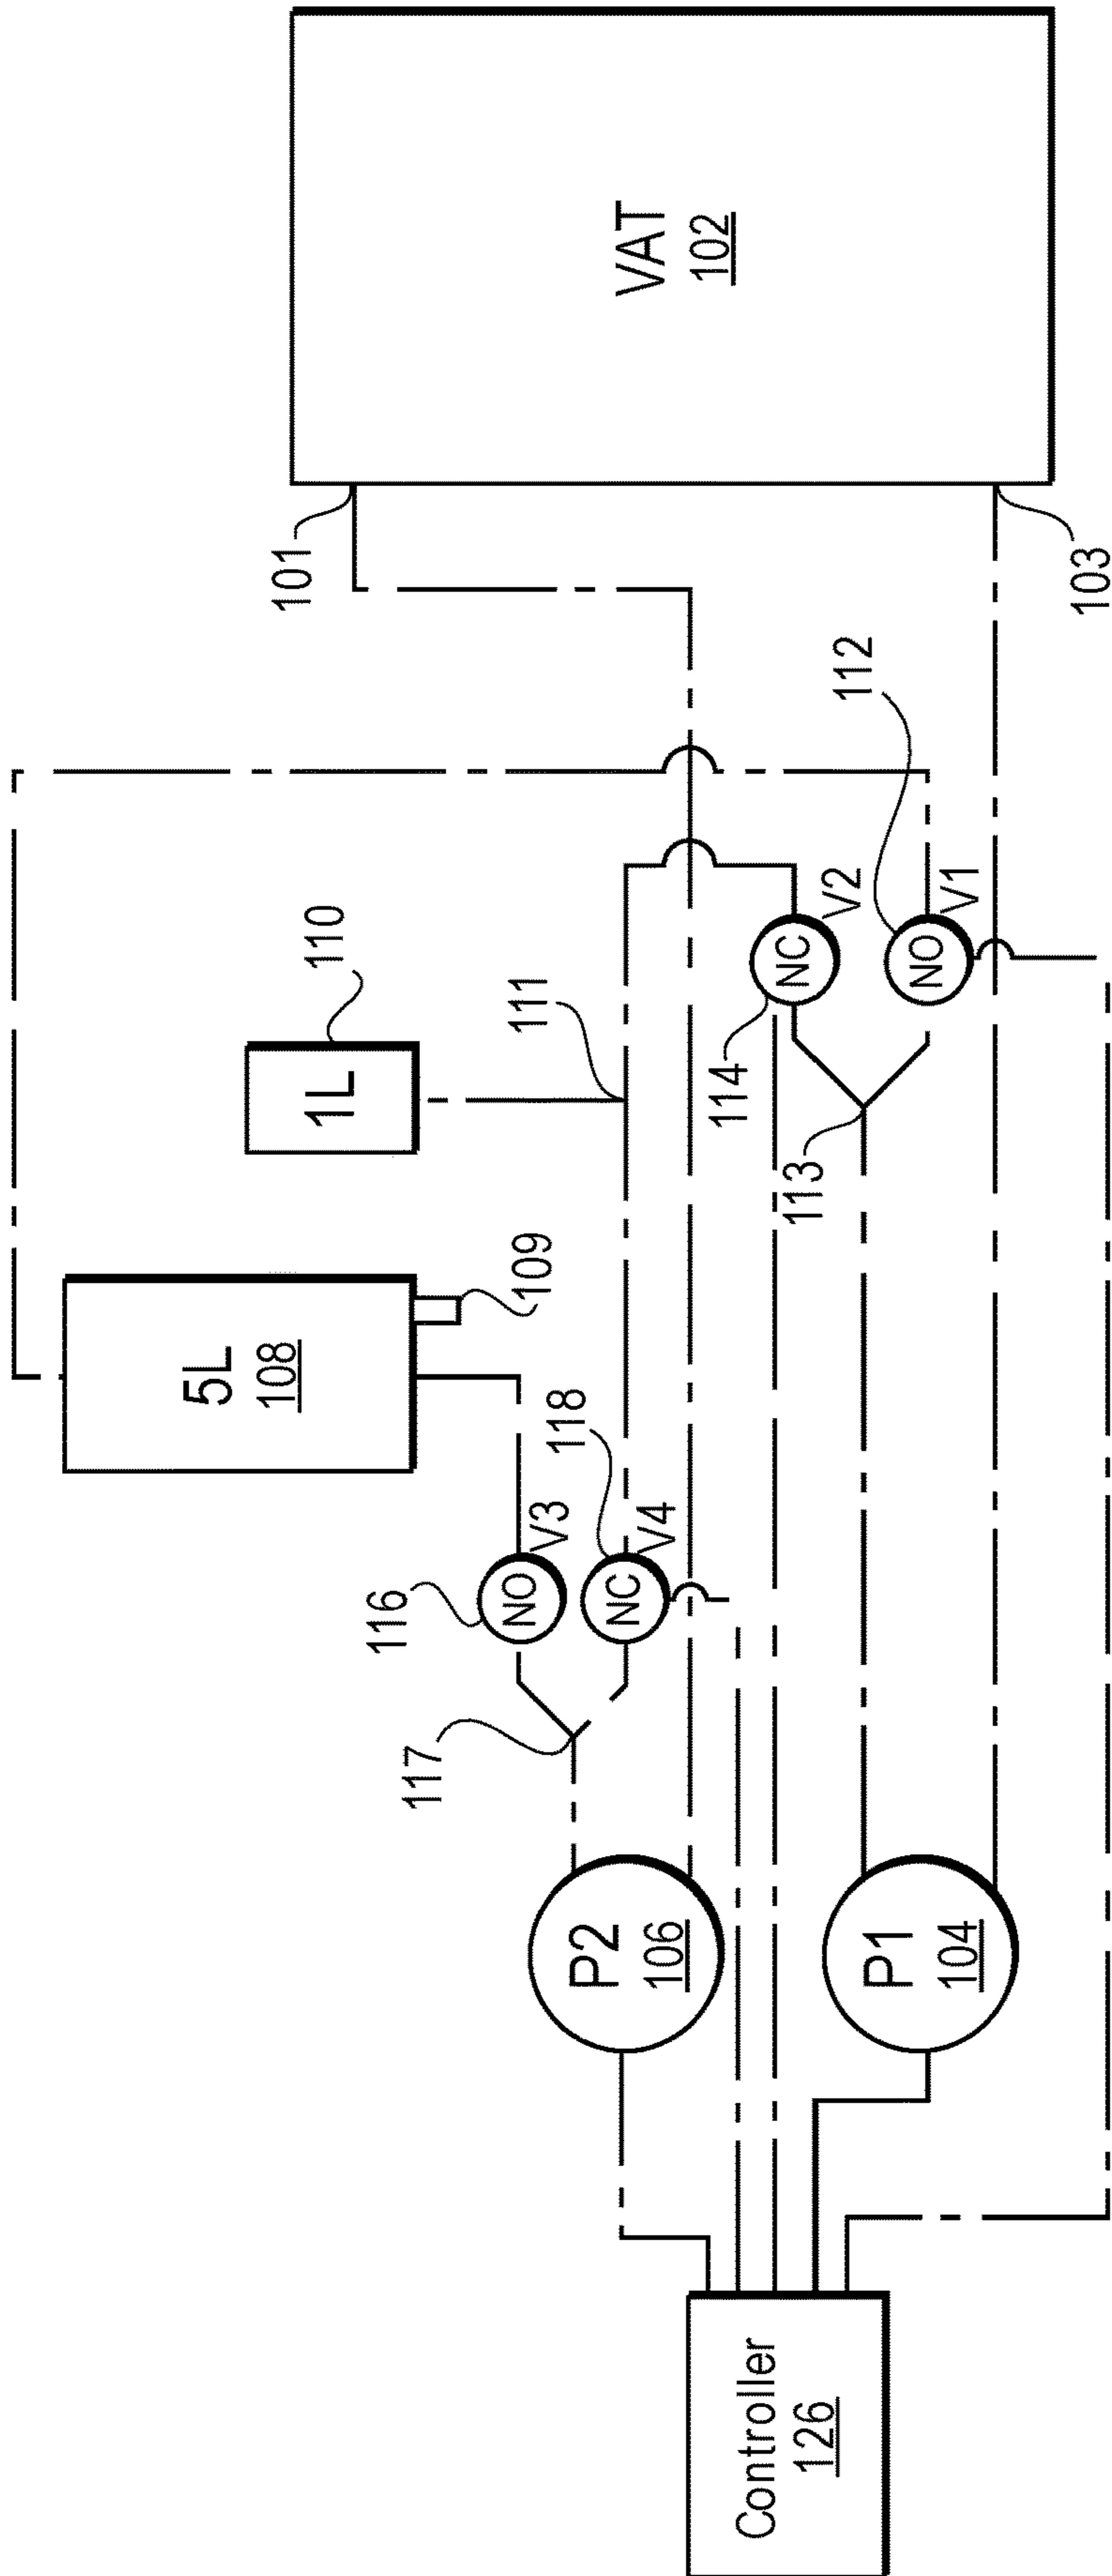 VAT
102
101
103
112
V2
V1
NC
NO
110
1L
111
114
113
109
5L
108
118
116
V3
V4
NO
NC
117
P2
106
P1
104
Controller
126